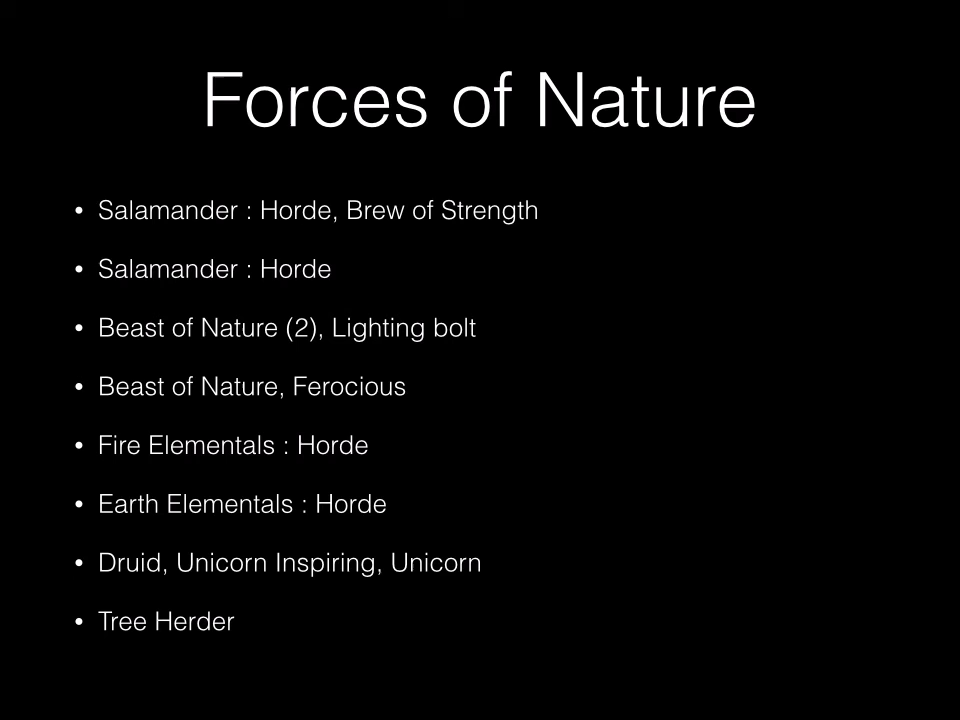 Forces of Nature
• Salamander : Horde, Brew of Strength
• Salamander : Horde
• Beast of Nature (2), Lighting bolt
• Beast of Nature, Ferocious
• Fire Elementals : Horde
• Earth Elementals : Horde
• Druid, Unicorn Inspiring, Unicorn
• Tree Herder